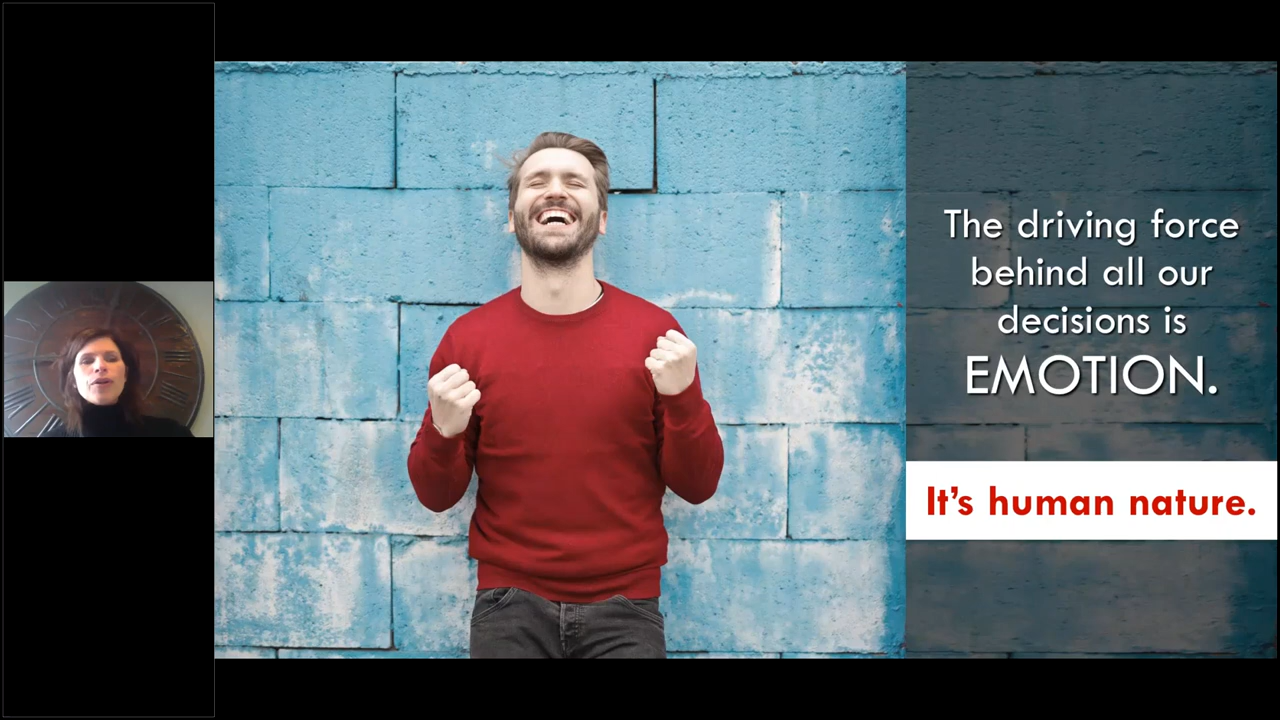 The driving force
behind all our
decisions is
EMOTION.
It's human nature.